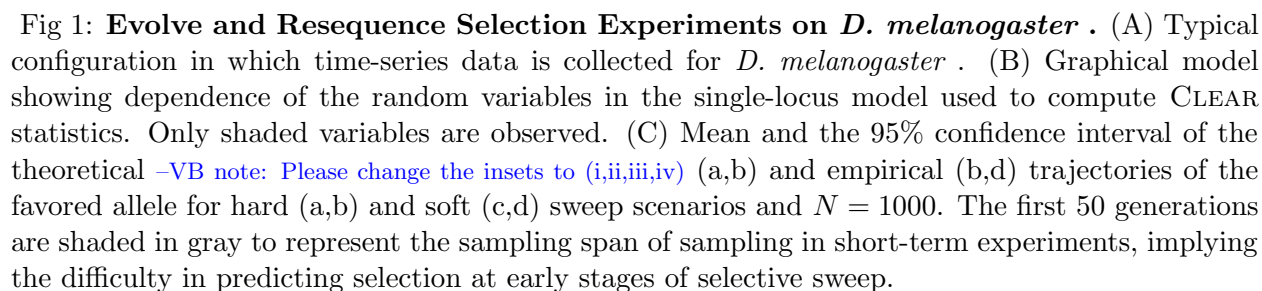 Fig 1: Evolve and Resequence Selection Experiments on D. melanogaster . (A) Typical
configuration in which time-series data is collected for D. melanogaster . (B) Graphical model
showing dependence of the random variables in the single-locus model used to compute CLEAR
statistics. Only shaded variables are observed. (C) Mean and the 95% confidence interval of the
theoretical –VB note: Please change the insets to (i,ii,iii,iv) (a,b) and empirical (b,d) trajectories of the
favored allele for hard (a,b) and soft (c,d) sweep scenarios and N = 1000. The first 50 generations
are shaded in gray to represent the sampling span of sampling in short-term experiments, implying
the difficulty in predicting selection at early stages of selective sweep.